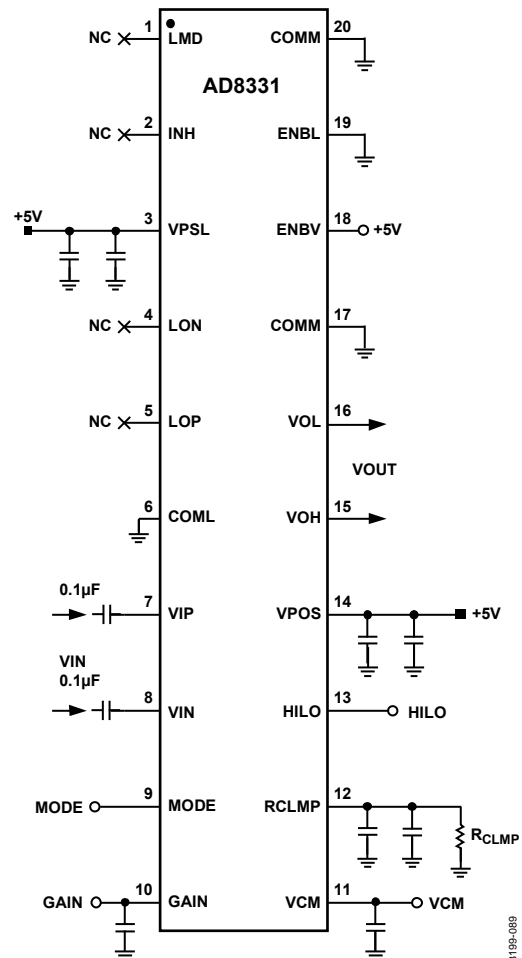 NC 1 LMD COMM 20
AD8331
NC 2 INH ENBL 19
+5V 3 VPSL ENBV 18 +5V
NC 4 LON COMM 17
NC 5 LOP VOL 16
VOUT
6 COML VOH 15
0.1µF 7 VIP VPOS 14 +5V
VIN
0.1µF 8 VIN HILO 13 HILO
MODE 9 MODE RCLMP 12 RCLMP
GAIN 10 GAIN VCM 11 VCM